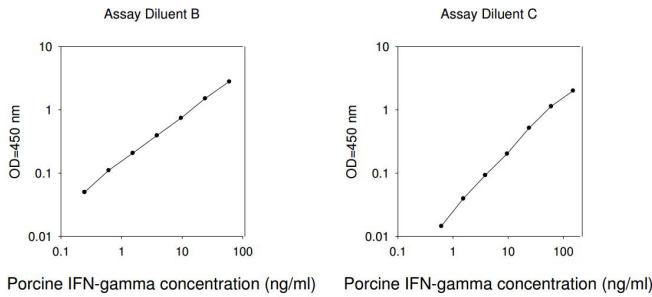 Assay Diluent B
10
1
0.1
0.01
OD=450 nm
0.1 1 10 100
Porcine IFN-gamma concentration (ng/ml)
Assay Diluent C
10
1
0.1
0.01
OD=450 nm
0.1 1 10 100
Porcine IFN-gamma concentration (ng/ml)